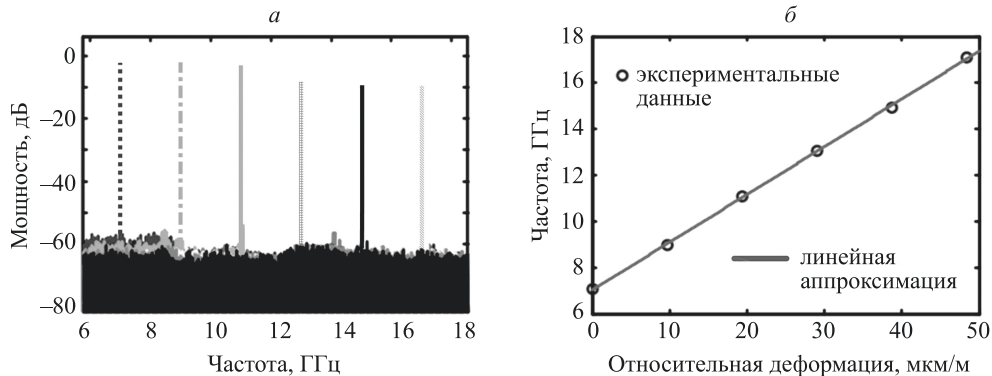 а
0
–20
–40
–60
–80
Мощность, дБ
6 8 10 12 14 16 18
Частота, ГГц
б
18
16
14
12
10
8
6
Частота, ГГц
экспериментальные
данные
линейная
аппроксимация
0 10 20 30 40 50
Относительная деформация, мкм/м